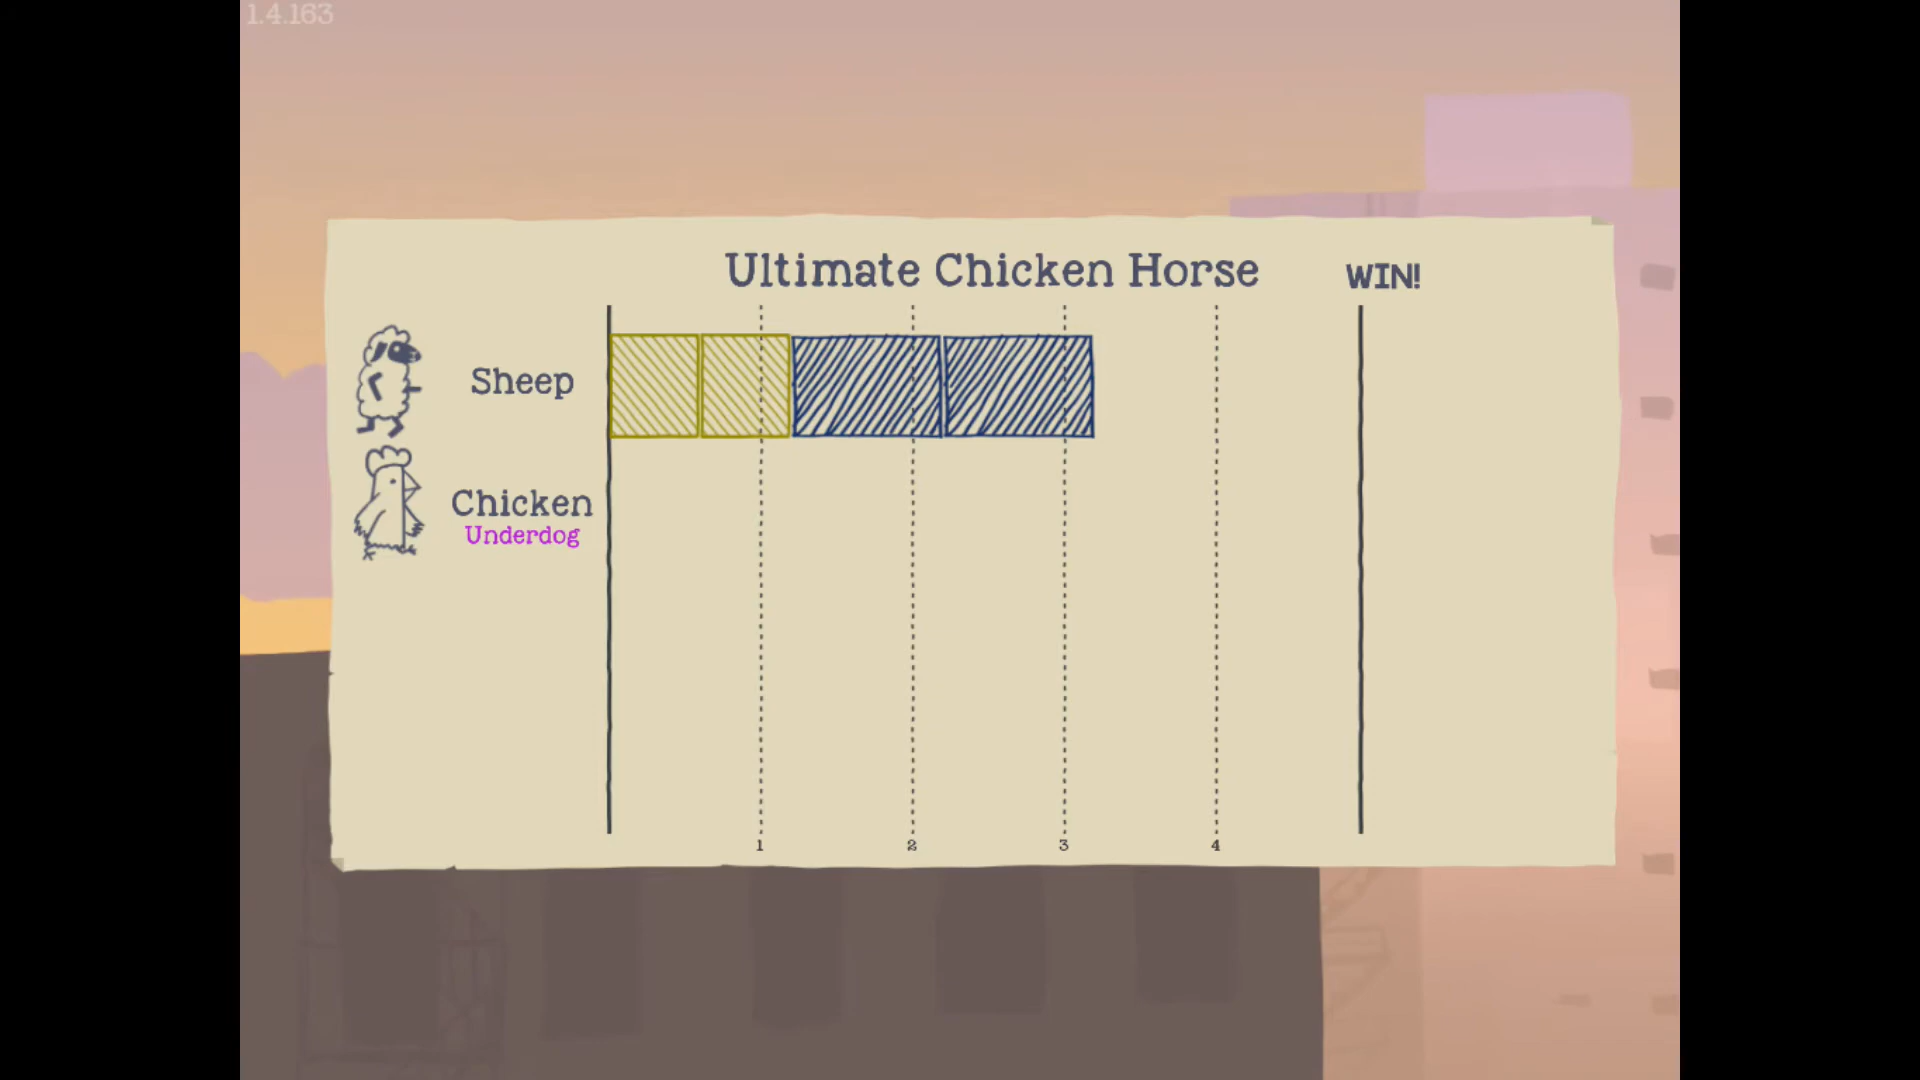 1.4.163
Ultimate Chicken Horse
WIN!
Sheep
Chicken
Underdog
1 2 3 4